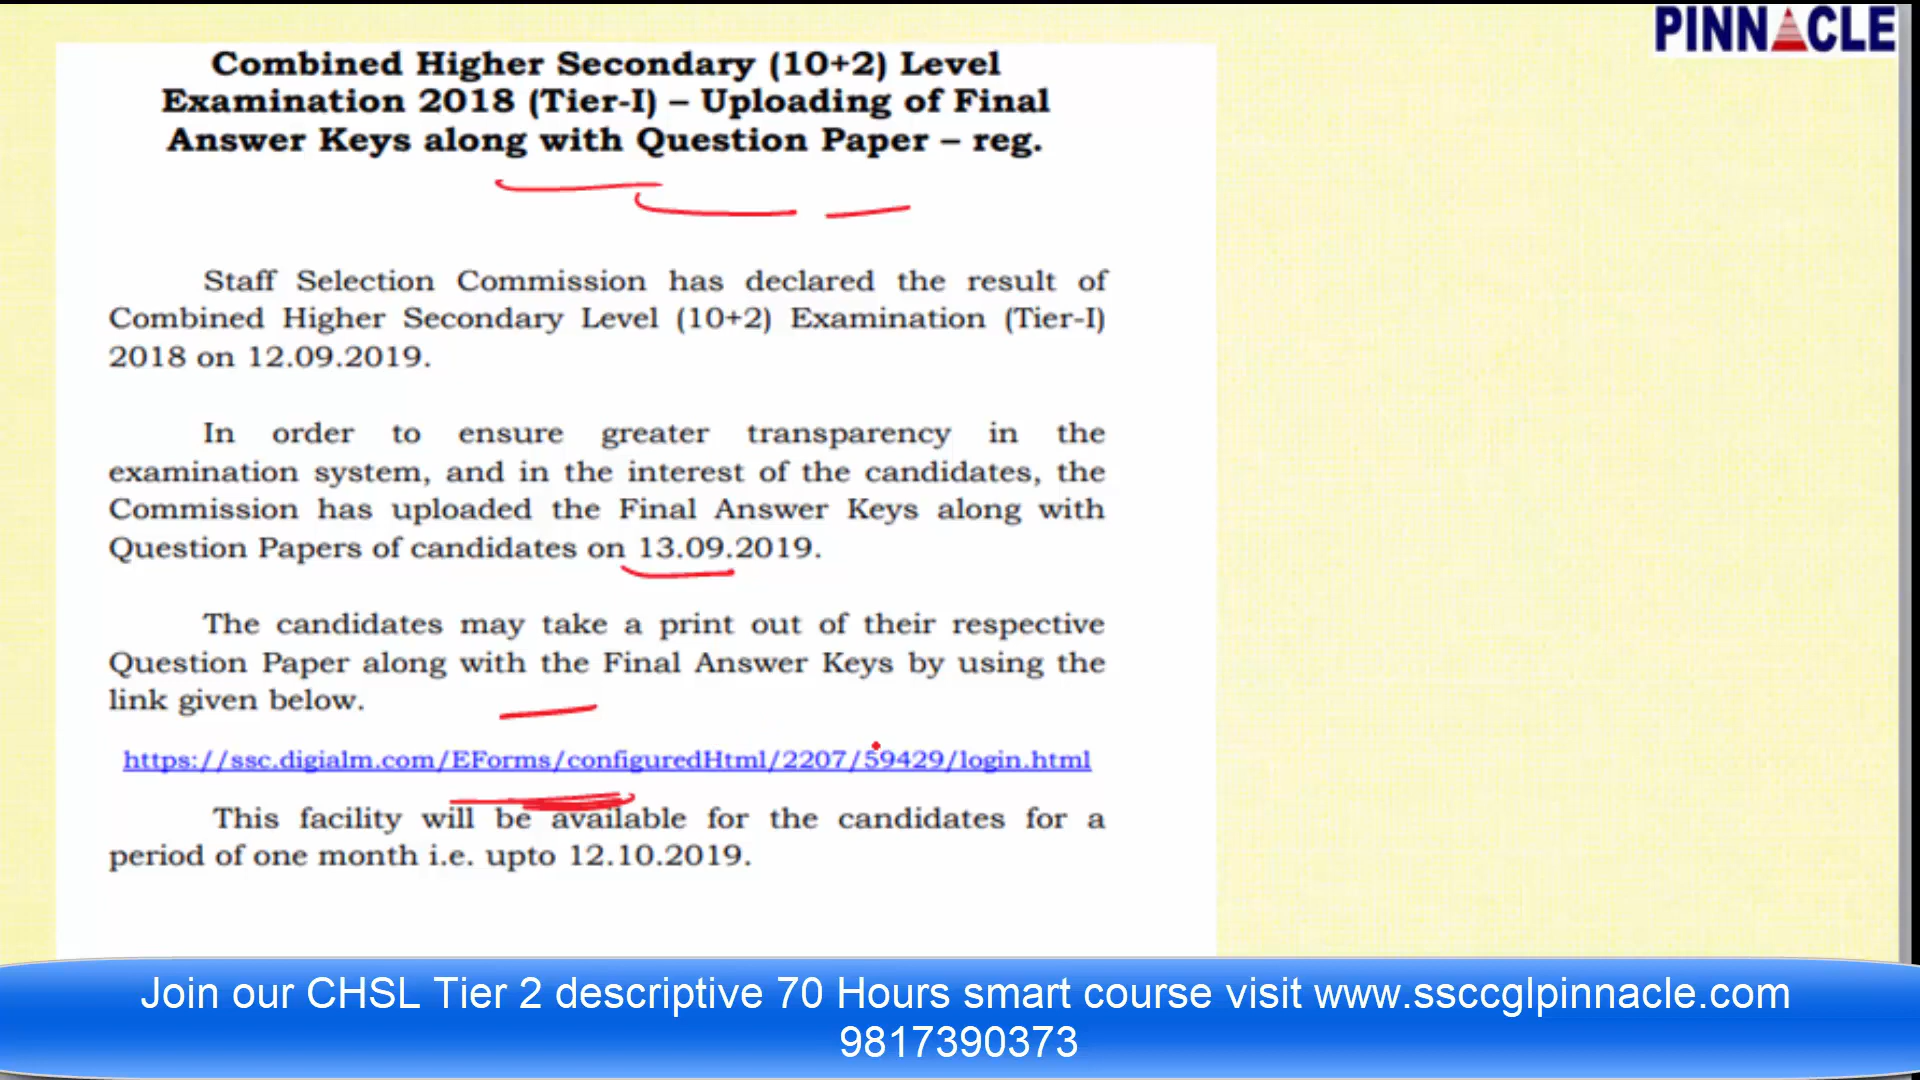 PINNACLE
Combined Higher Secondary (10+2) Level
Examination 2018 (Tier-I) – Uploading of Final
Answer Keys along with Question Paper – reg.
Staff Selection Commission has declared the result of
Combined Higher Secondary Level (10+2) Examination (Tier-I)
2018 on 12.09.2019.
In order to ensure greater transparency in the
examination system, and in the interest of the candidates, the
Commission has uploaded the Final Answer Keys along with
Question Papers of candidates on 13.09.2019.
The candidates may take a print out of their respective
Question Paper along with the Final Answer Keys by using the
link given below.
https://ssc.digialm.com/EForms/configuredHtml/2207/59429/login.html
This facility will be available for the candidates for a
period of one month i.e. upto 12.10.2019.
Join our CHSL Tier 2 descriptive 70 Hours smart course visit www.ssccglpinnacle.com
9817390373